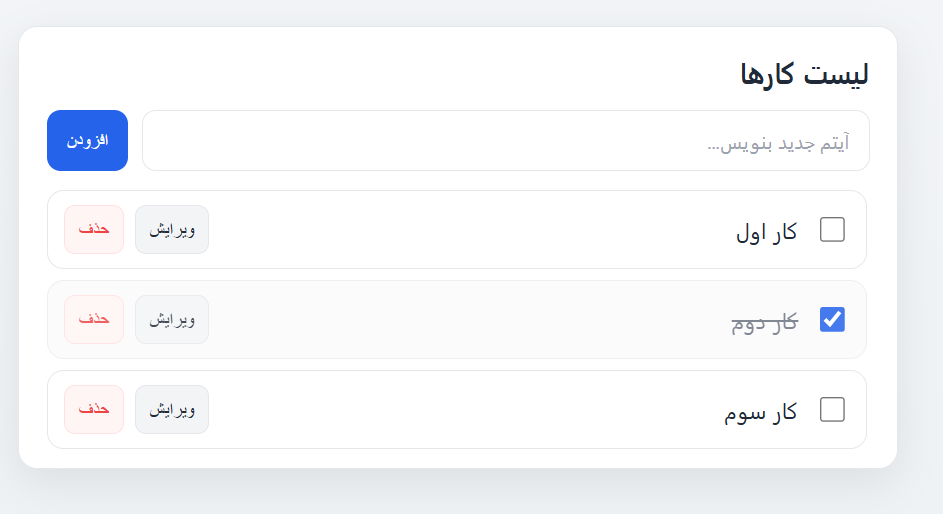 لیست کارها
آیتم جدید بنویس... افزودن
کار اول ویرایش حذف
کار دوم ویرایش حذف
کار سوم ویرایش حذف